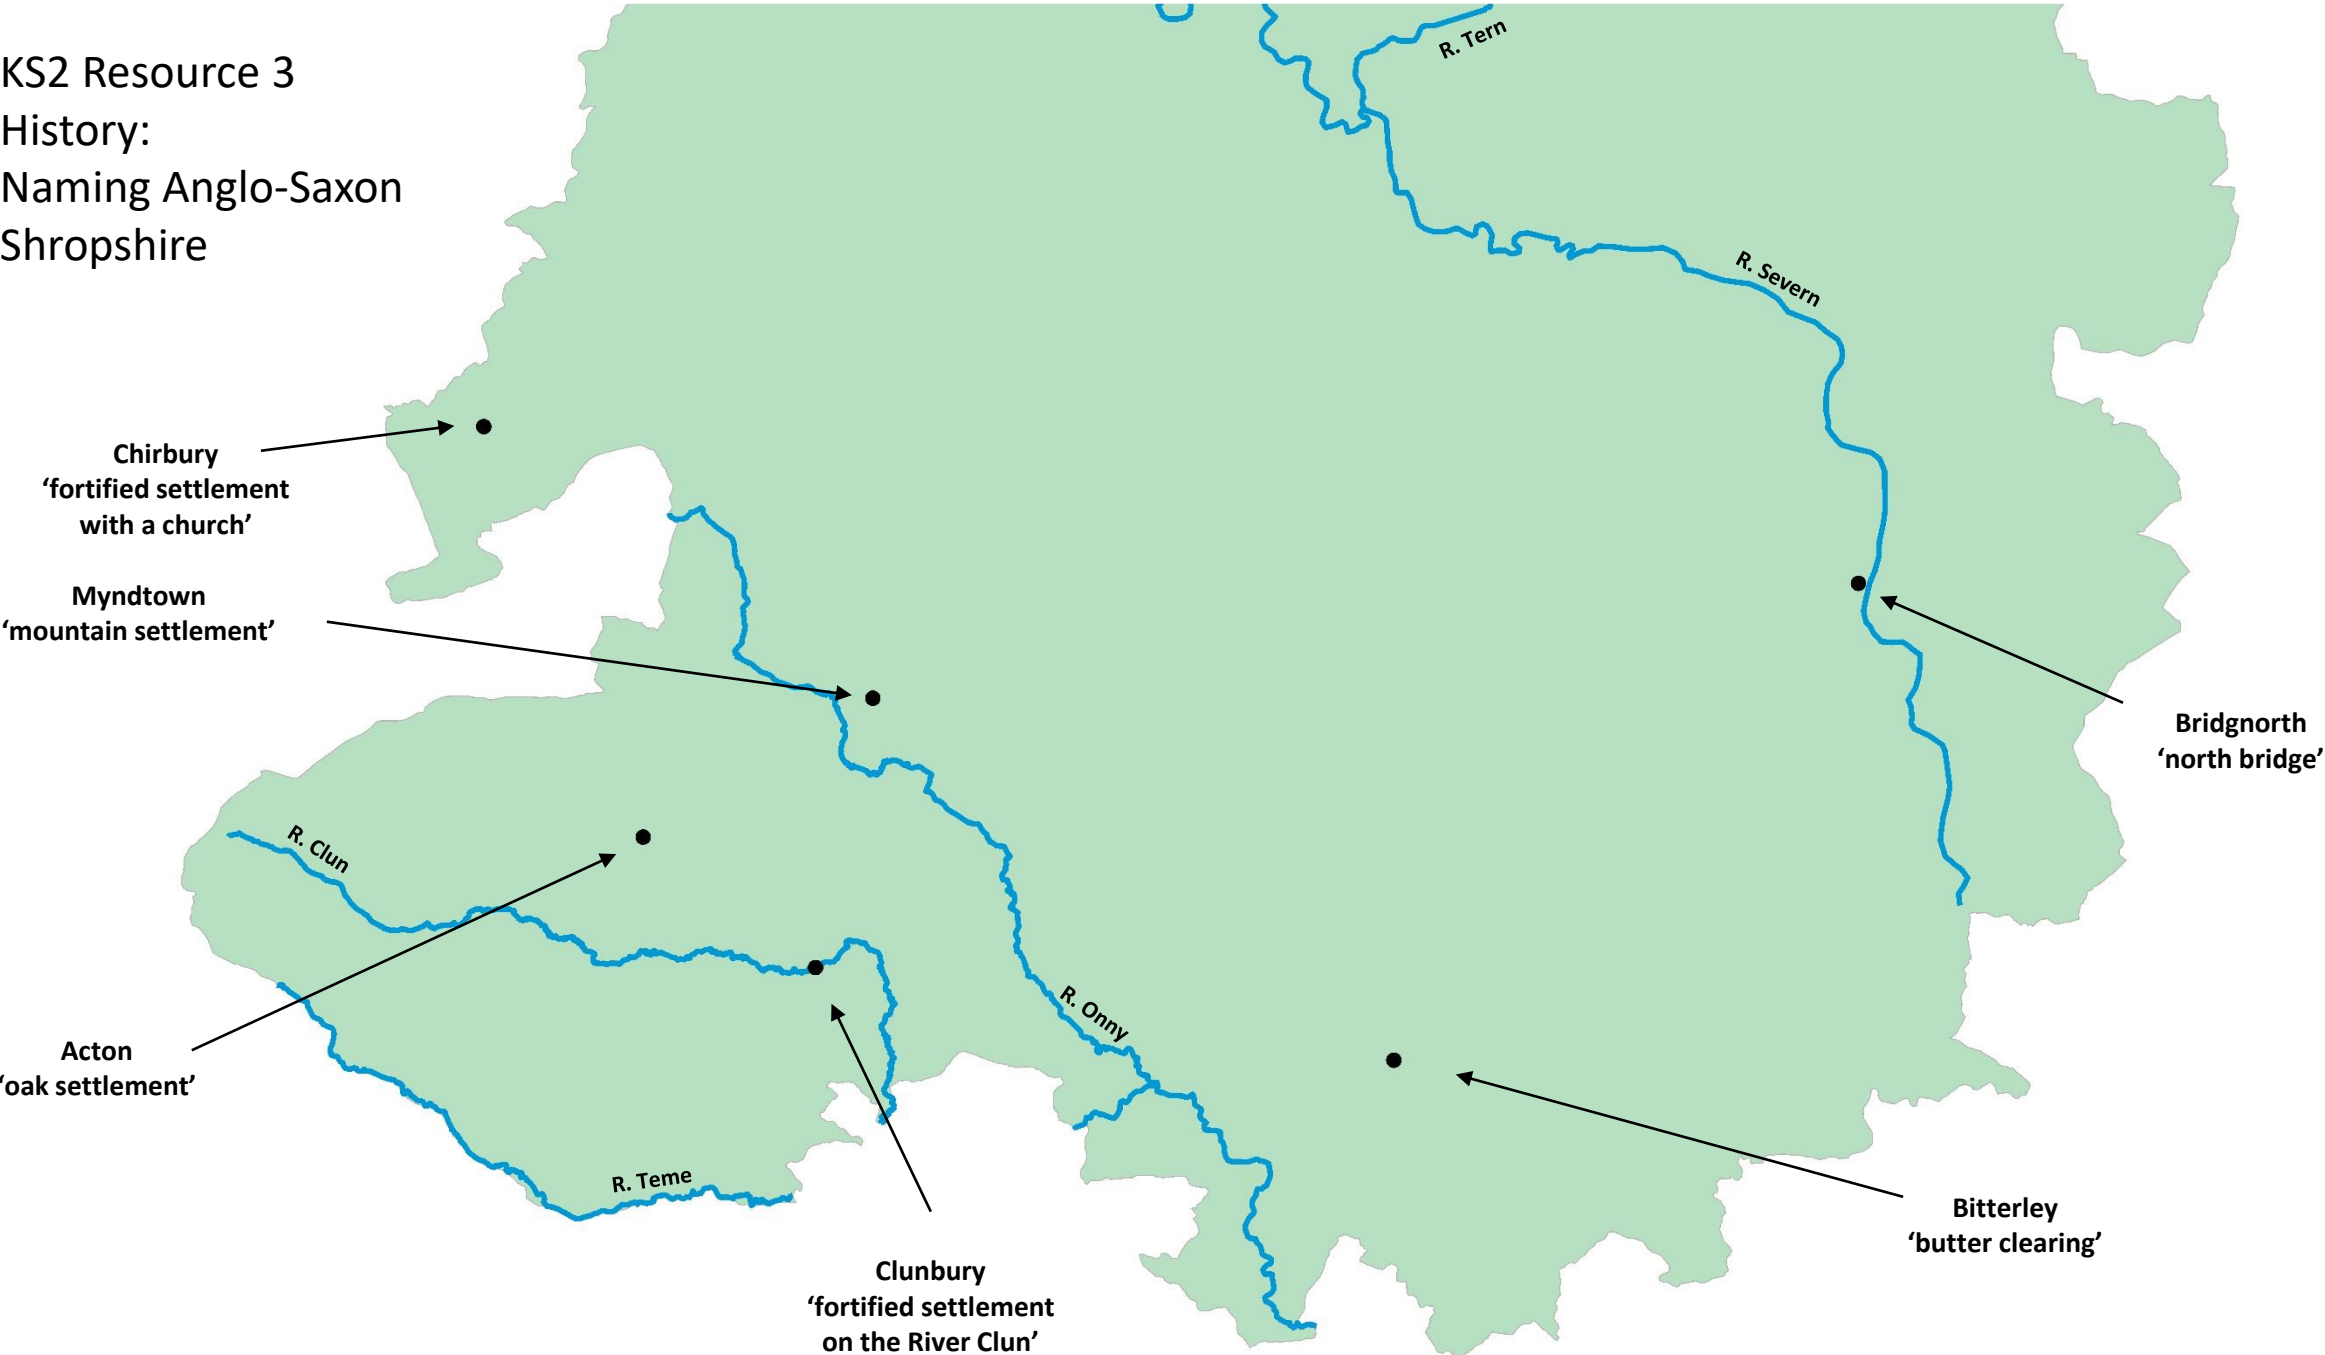 KS2 Resource 3
History:
Naming Anglo-Saxon
Shropshire
R. Tern
R. Severn
Chirbury
‘fortified settlement
with a church’
Myndtown
‘mountain settlement’
Bridgnorth
‘north bridge’
R. Clun
Acton
‘oak settlement’
R. Onny
R. Teme
Bitterley
‘butter clearing’
Clunbury
‘fortified settlement
on the River Clun’